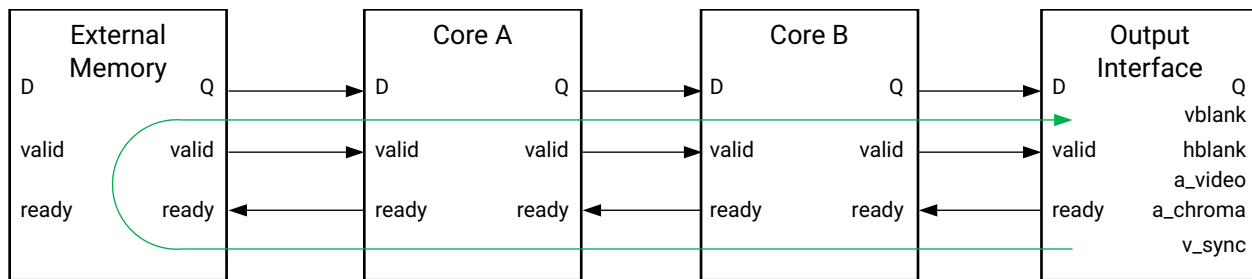 External
Memory
D
Q
valid
valid
ready
ready
Core A
D
Q
valid
valid
ready
ready
Core B
D
Q
valid
valid
ready
ready
Output
Interface
D
Q
vblank
valid
hblank
a_video
ready
a_chroma
v_sync